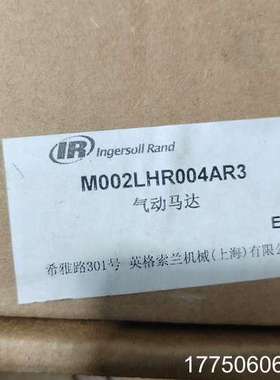 IR Ingersoll Rand
M002LHR004AR3
气动马达
E
希雅路301号 英格索兰机械(上海)有限
17750606